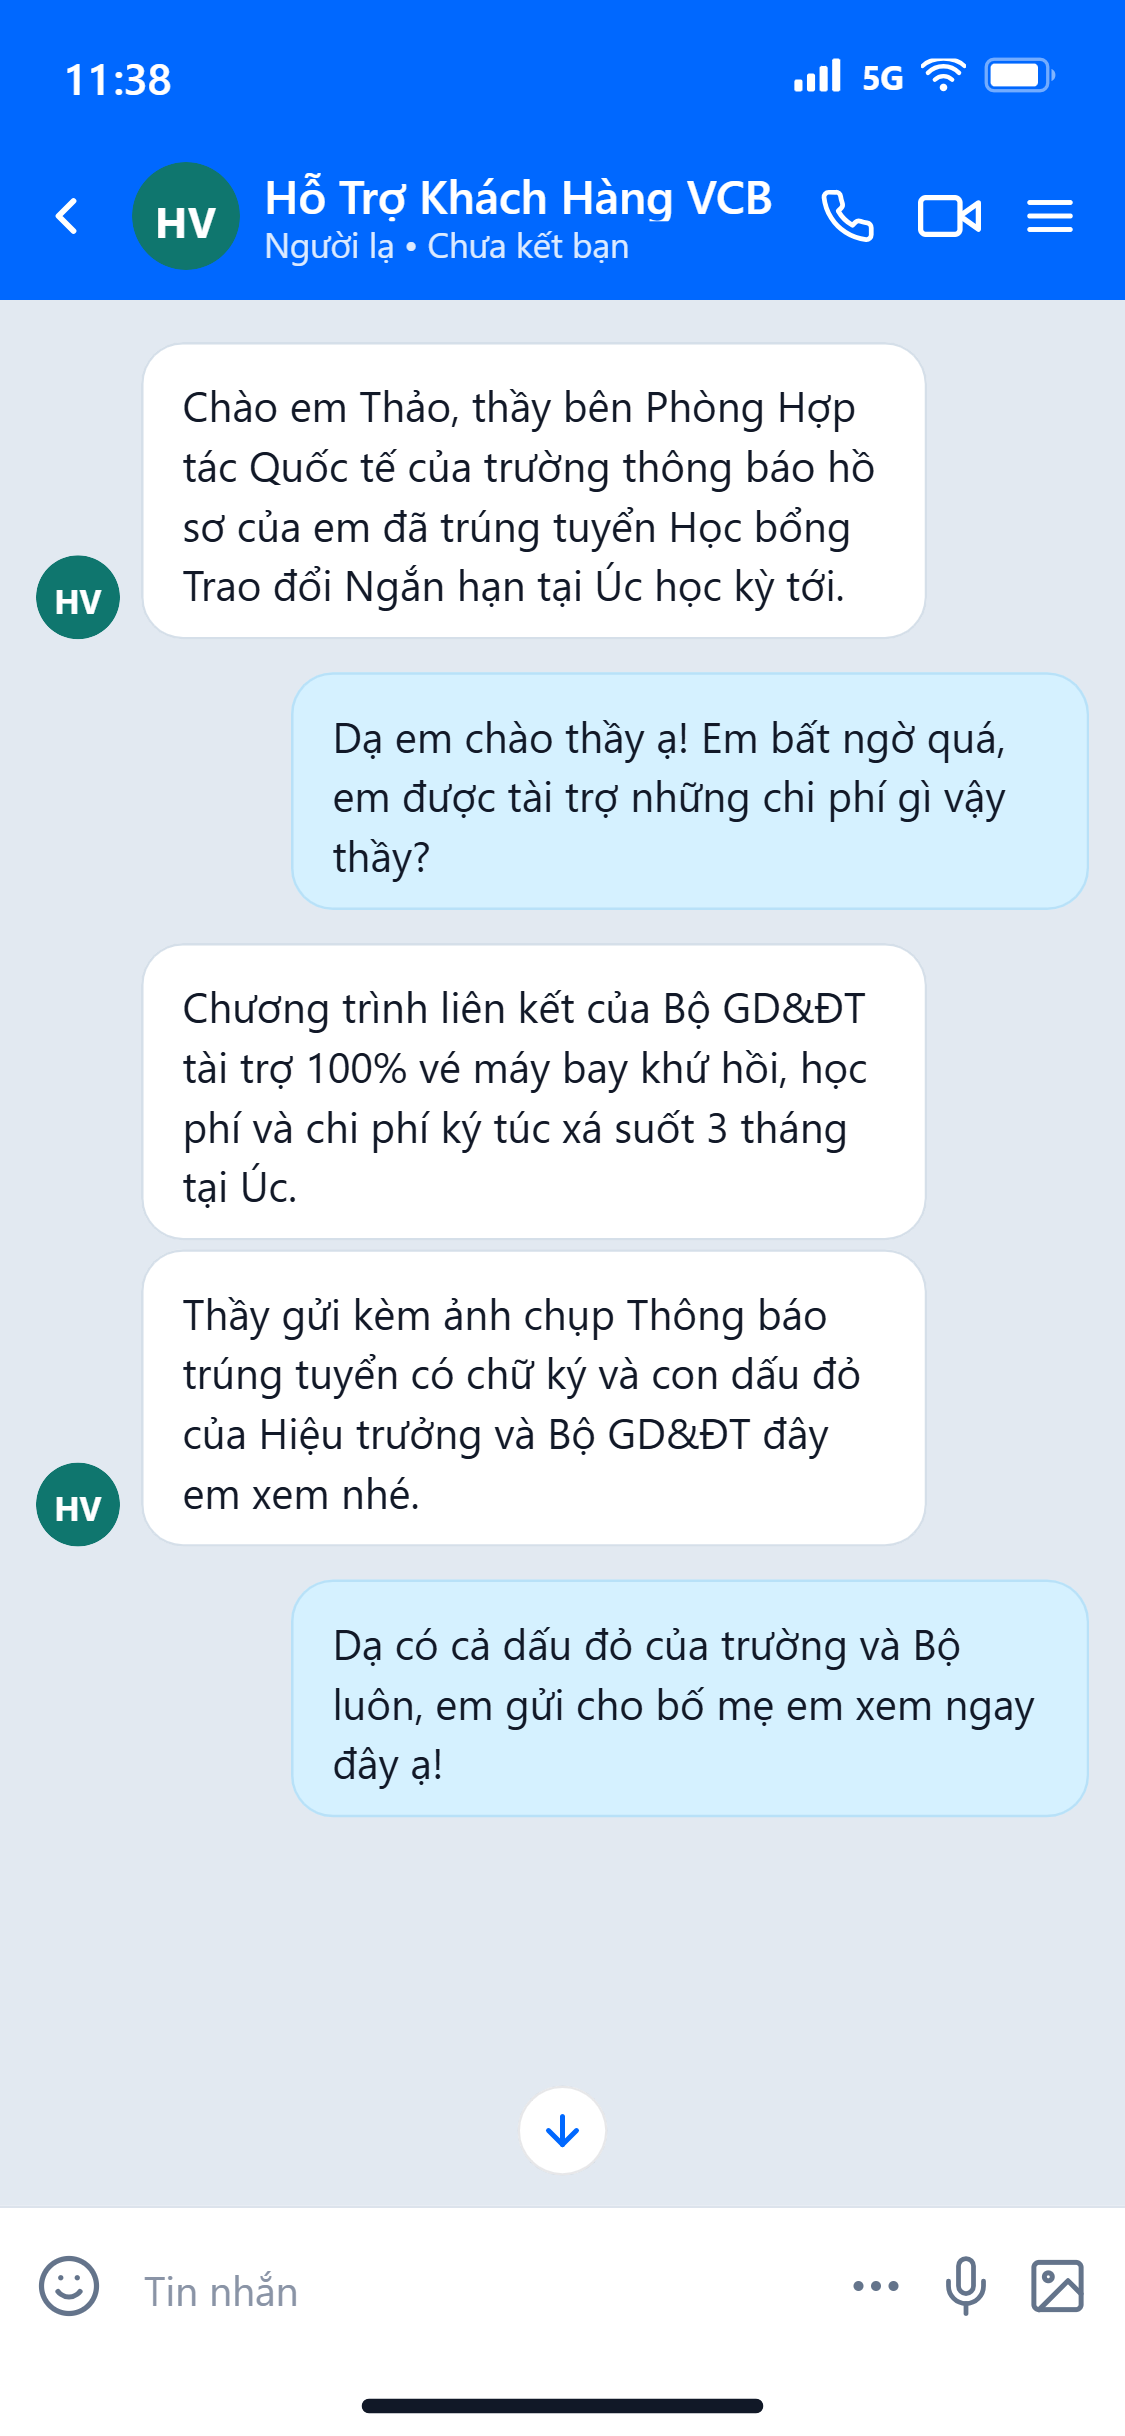 11:38
5G
HV
Hỗ Trợ Khách Hàng VCB
Người lạ • Chưa kết bạn
Chào em Thảo, thầy bên Phòng Hợp
tác Quốc tế của trường thông báo hồ
sơ của em đã trúng tuyển Học bổng
Trao đổi Ngắn hạn tại Úc học kỳ tới.
HV
Dạ em chào thầy ạ! Em bất ngờ quá,
em được tài trợ những chi phí gì vậy
thầy?
Chương trình liên kết của Bộ GD&ĐT
tài trợ 100% vé máy bay khứ hồi, học
phí và chi phí ký túc xá suốt 3 tháng
tại Úc.
Thầy gửi kèm ảnh chụp Thông báo
trúng tuyển có chữ ký và con dấu đỏ
của Hiệu trưởng và Bộ GD&ĐT đây
em xem nhé.
HV
Dạ có cả dấu đỏ của trường và Bộ
luôn, em gửi cho bố mẹ em xem ngay
đây ạ!
Tin nhắn